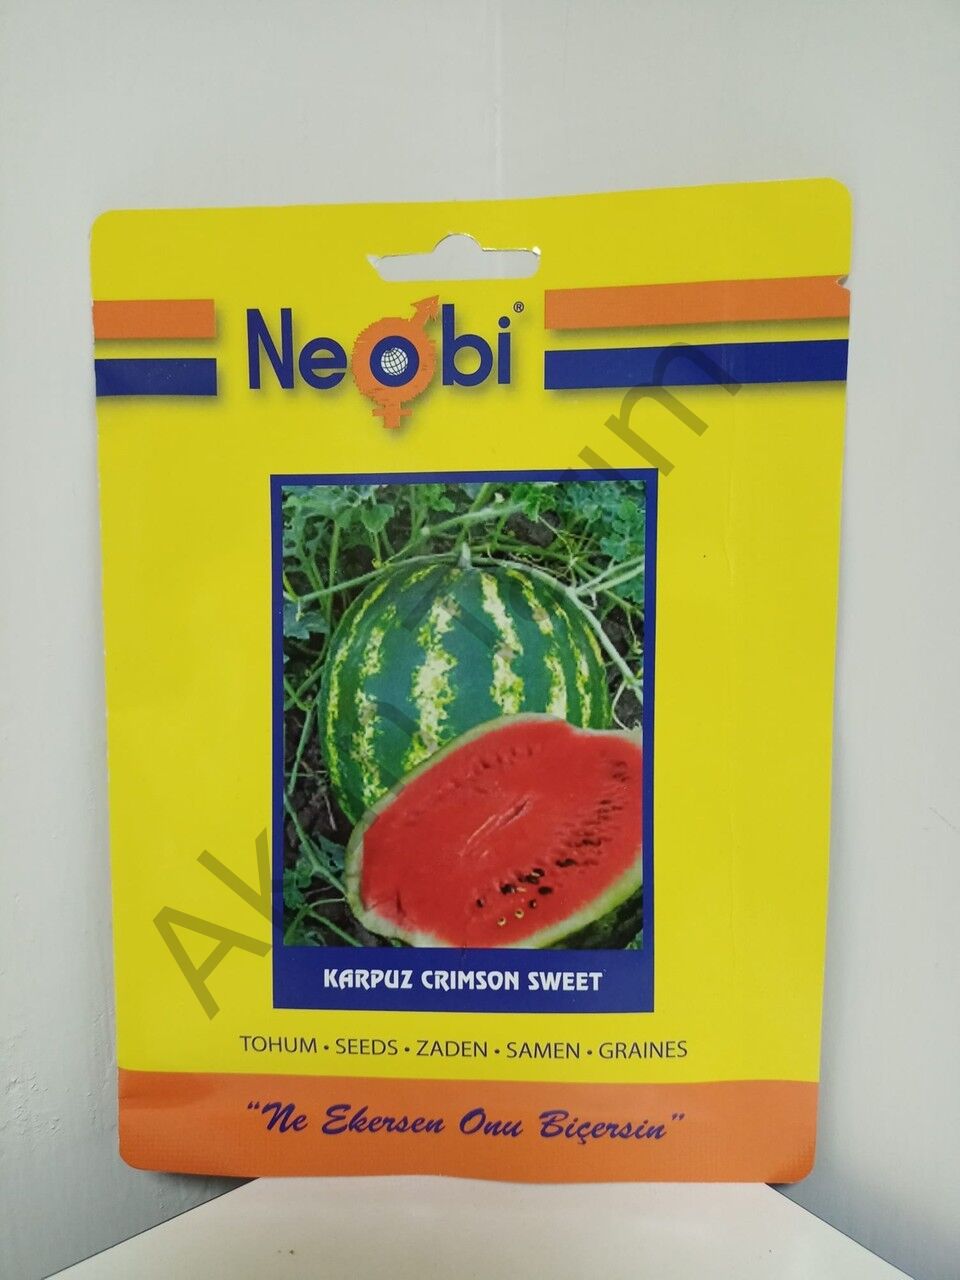 Neobi®
KARPUZ CRIMSON SWEET
TOHUM • SEEDS • ZADEN • SAMEN • GRAINES
“Ne Ekersen Onu Biçersin”